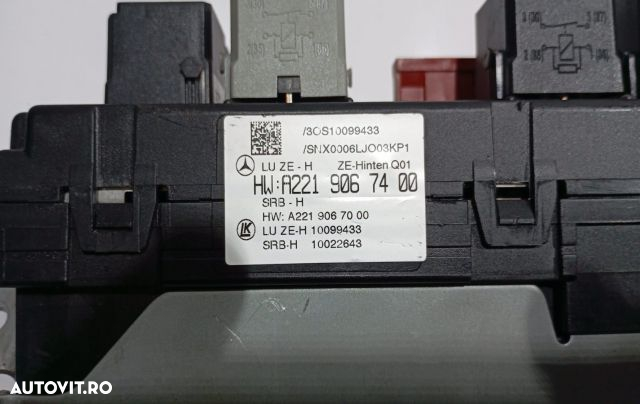 /3OS10099433
/SNX0006LJO03KP1
LU ZE - H ZE-Hinten Q01
HW:A221 906 74 00
SRB - H
HW: A221 906 70 00
LU ZE-H 10099433
SRB-H 10022643
LK
AUTOVIT.RO